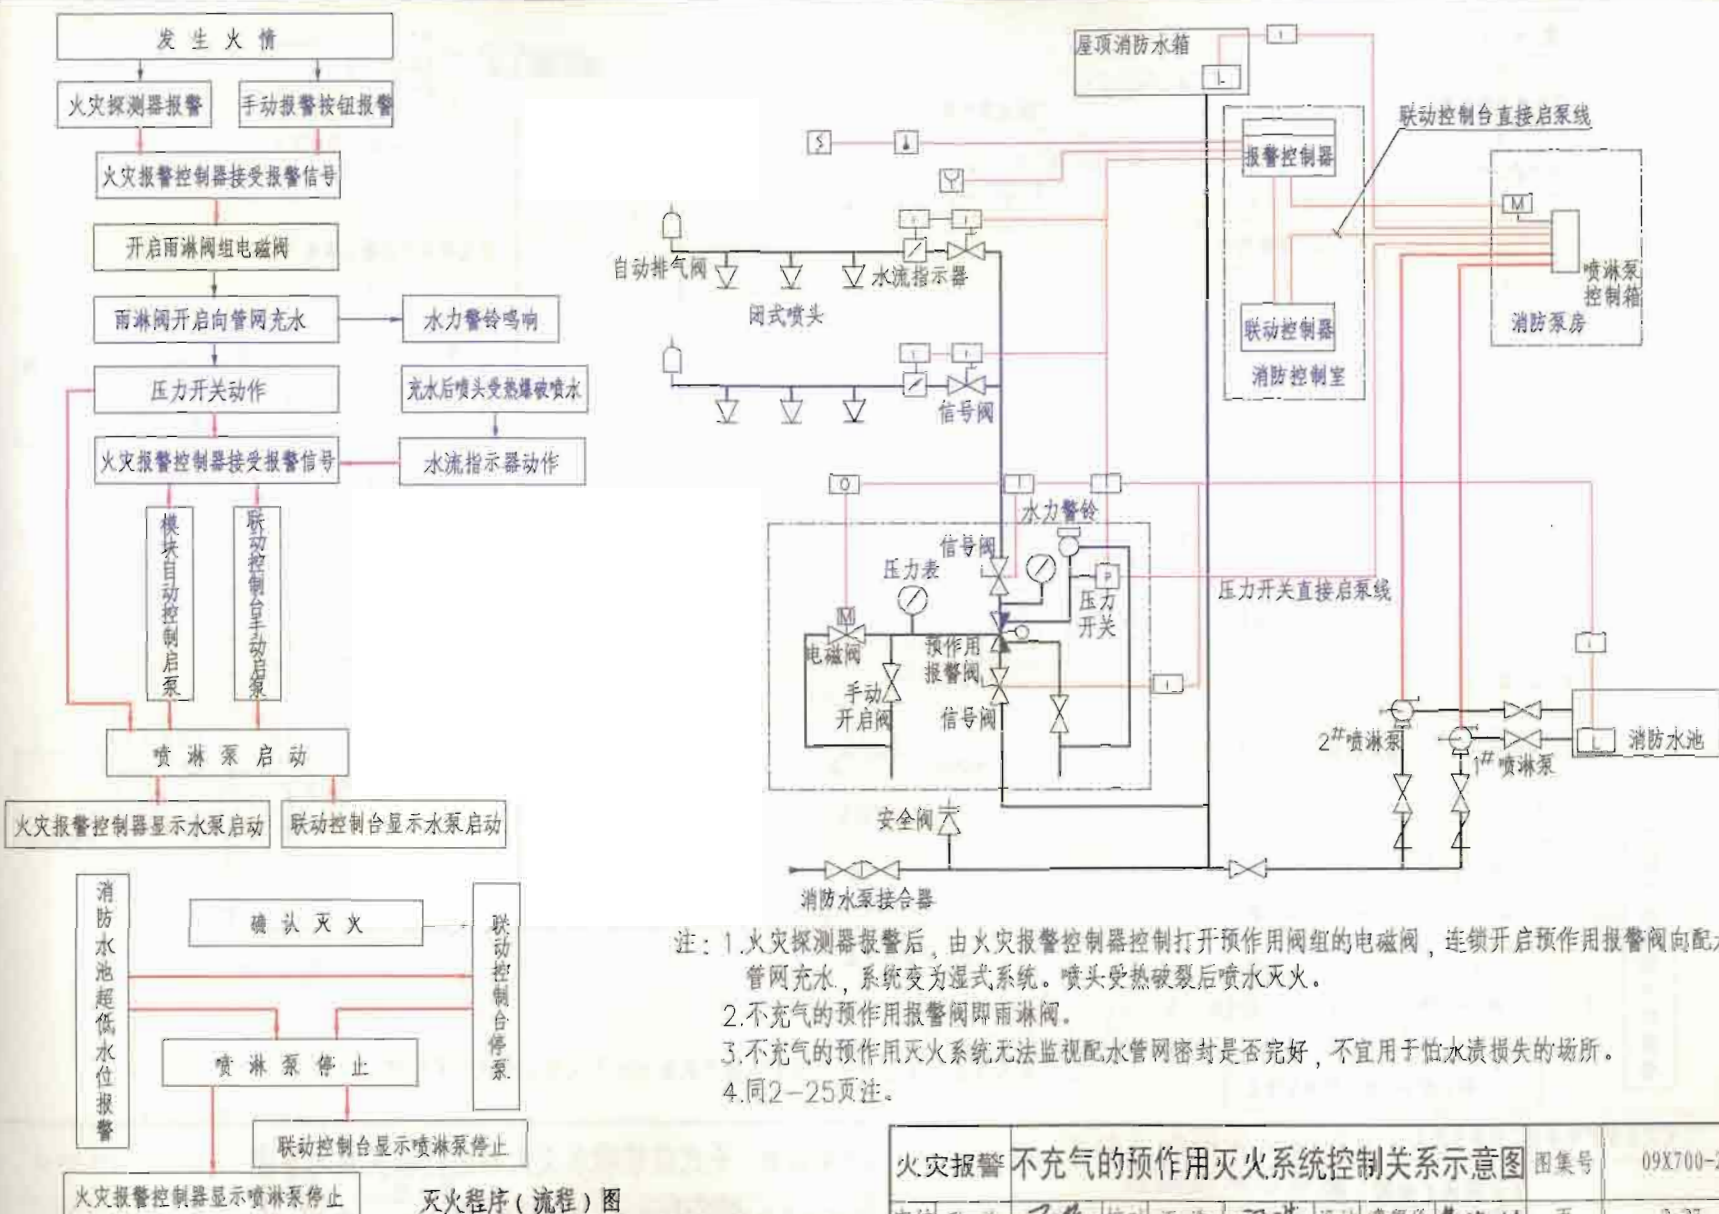 发生火情
火灾探测器报警
手动报警按钮报警
火灾报警控制器接受报警信号
开启雨淋阀组电磁阀
雨淋阀开启向管网充水
水力警铃鸣响
压力开关动作
充水后喷头受热爆破喷水
火灾报警控制器接受报警信号
水流指示器动作
模块自动控制启泵
联动控制台手动启泵
喷淋泵启动
火灾报警控制器显示水泵启动
联动控制台显示水泵启动
消防水池超低水位报警
确认灭火
联动控制台停泵
喷淋泵停止
联动控制台显示喷淋泵停止
火灾报警控制器显示喷淋泵停止
灭火程序(流程)图
屋顶消防水箱
I
L
联动控制台直接启泵线
S
报警控制器
Y
M
I
I
自动排气阀
水流指示器
闭式喷头
喷淋泵
控制箱
消防泵房
联动控制器
消防控制室
I
I
信号阀
O
I
I
水力警铃
信号阀
压力表
P
压力
开关
压力开关直接启泵线
M
电磁阀
预作用
报警阀
手动
开启阀
信号阀
I
I
2#喷淋泵
1#喷淋泵
L
消防水池
安全阀
消防水泵接合器
注：1.火灾探测器报警后，由火灾报警控制器控制打开预作用阀组的电磁阀，连锁开启预作用报警阀向配水
管网充水，系统变为湿式系统。喷头受热破裂后喷水灭火。
2.不充气的预作用报警阀即雨淋阀。
3.不充气的预作用灭火系统无法监视配水管网密封是否完好，不宜用于怕水渍损失的场所。
4.同2-25页注。
火灾报警
不充气的预作用灭火系统控制关系示意图
图集号
09X700-2